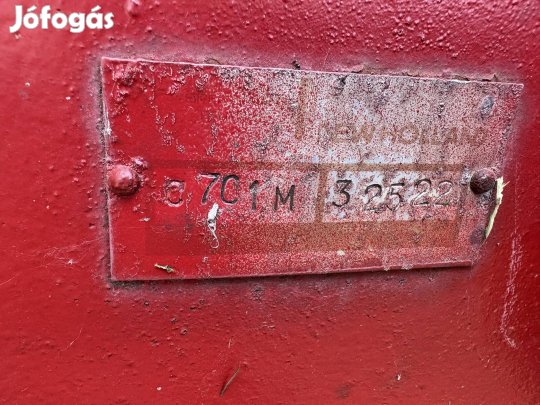 Jófogás
NEW HOLLAND
C 701M 32522